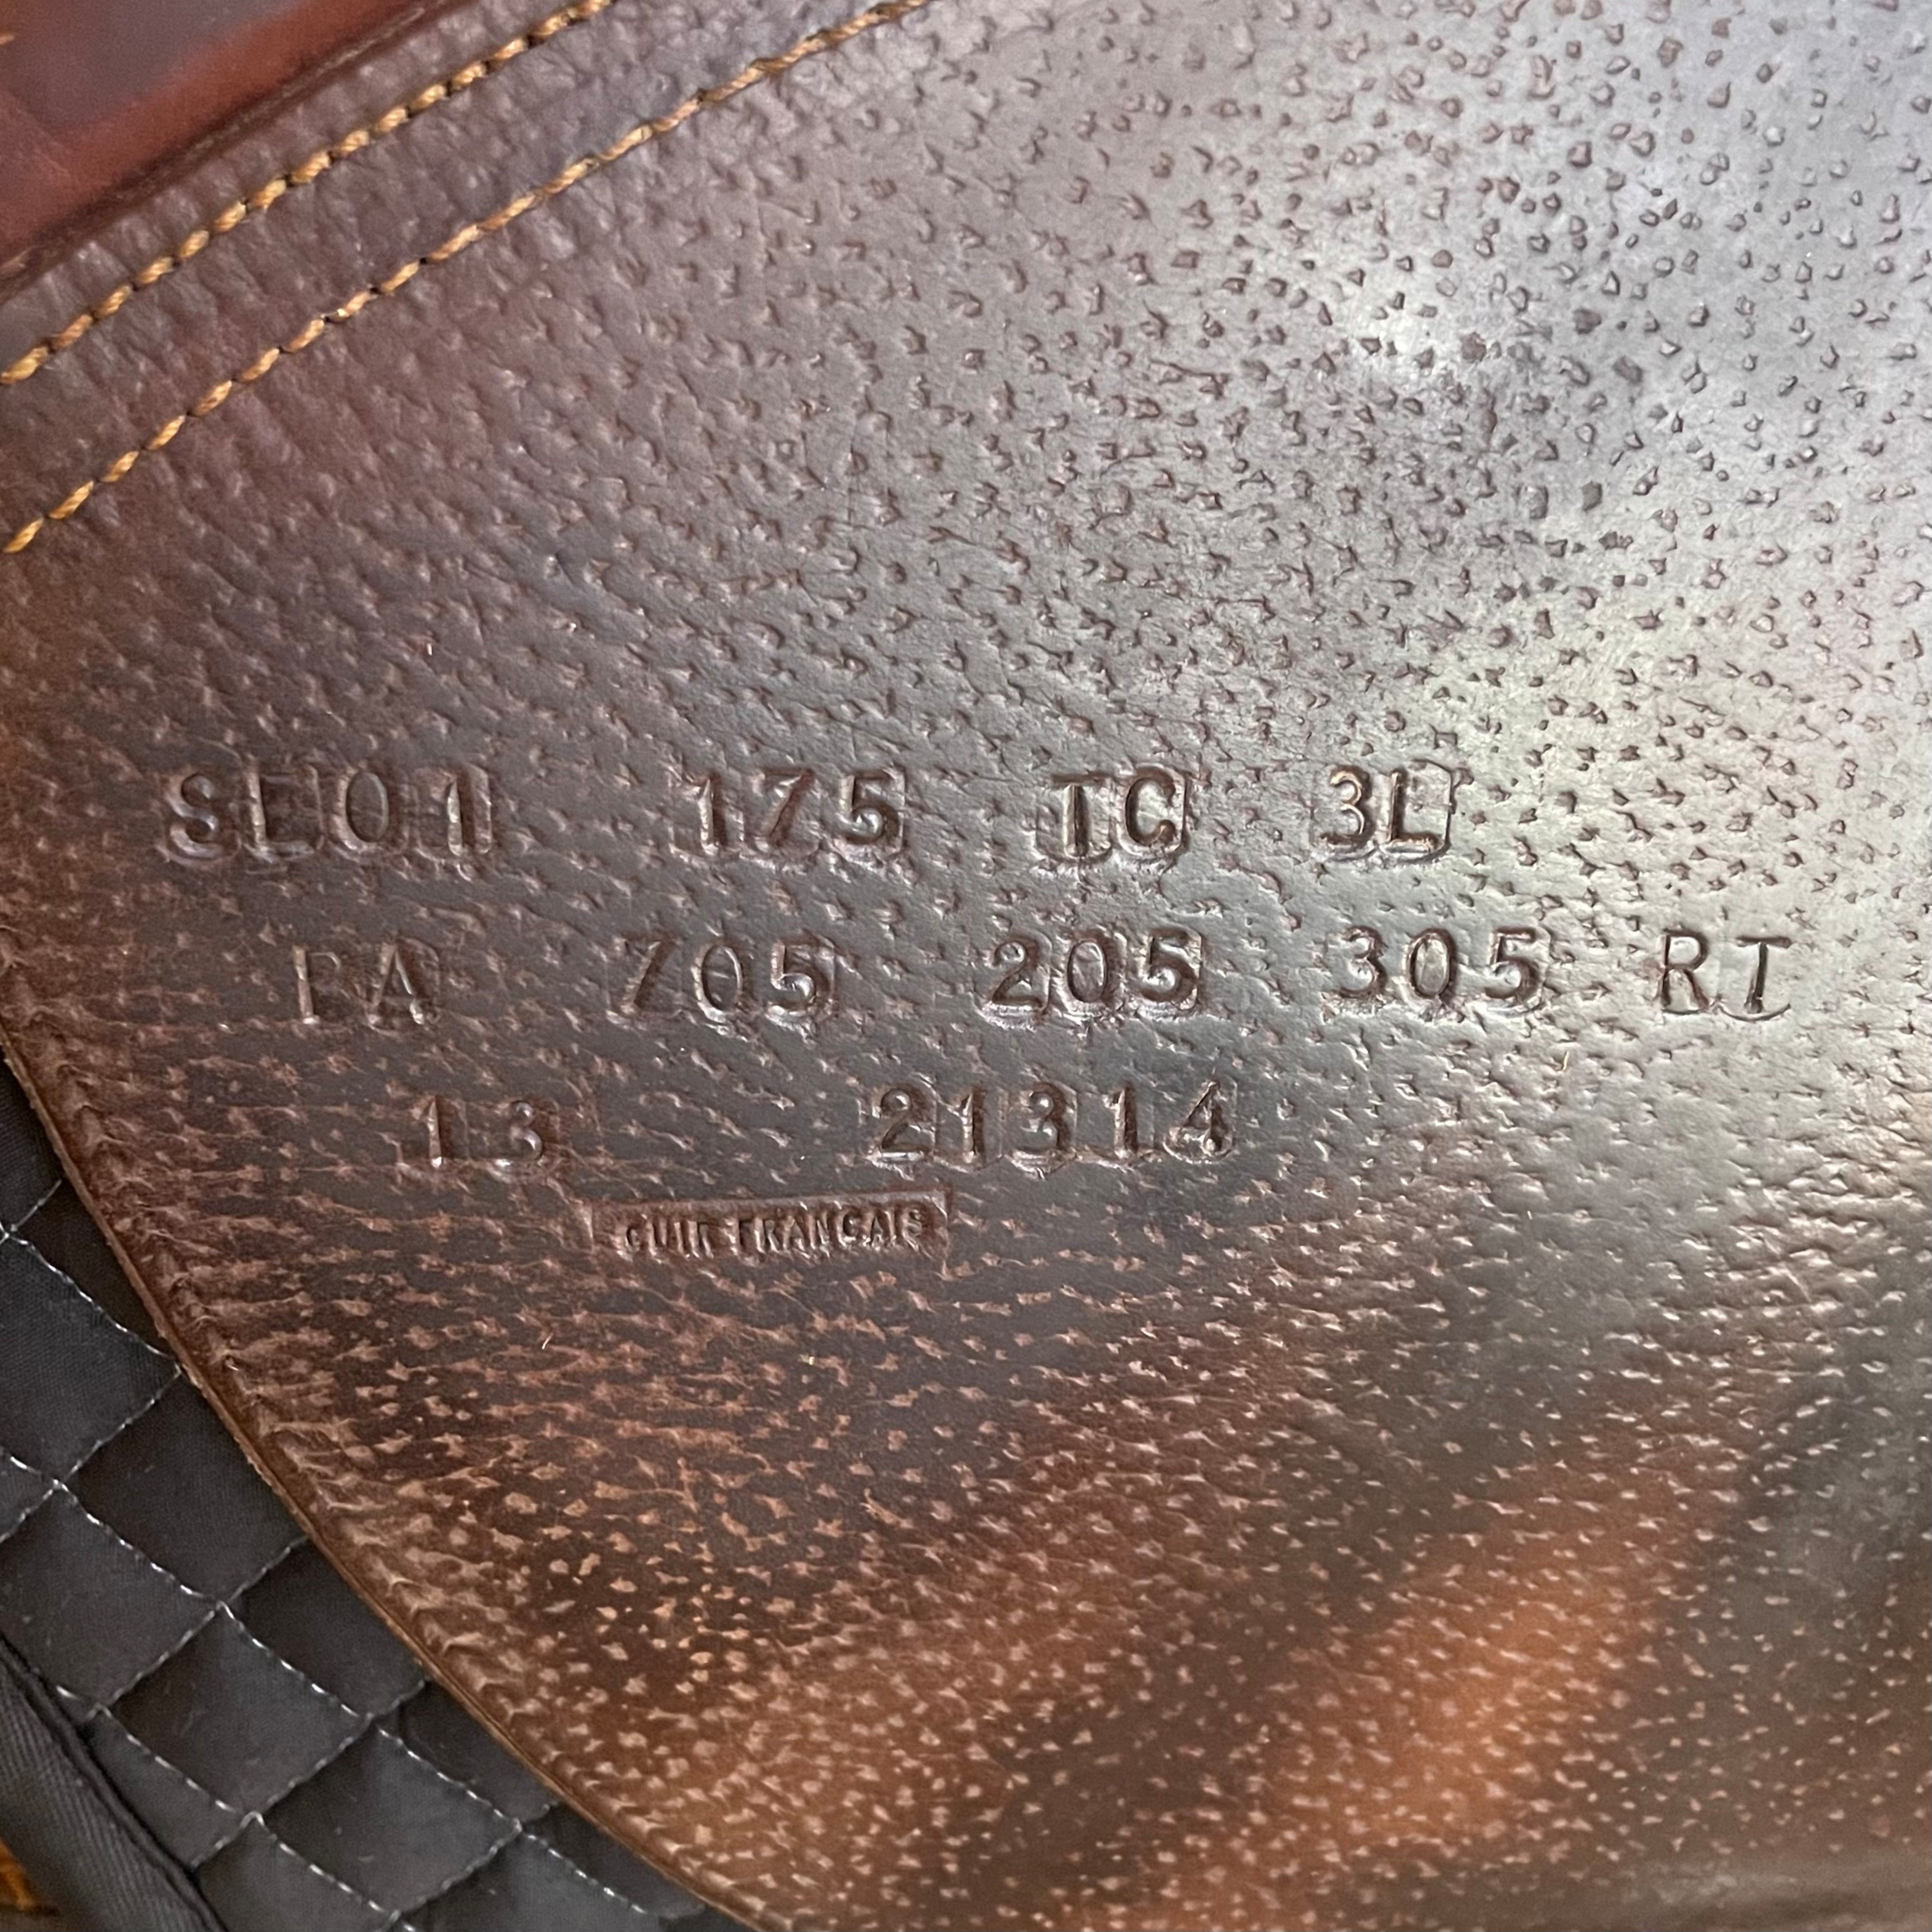 SL01 175 TC 3L
PA 705 205 305 RT
13 21314
CUIR FRANCAIS